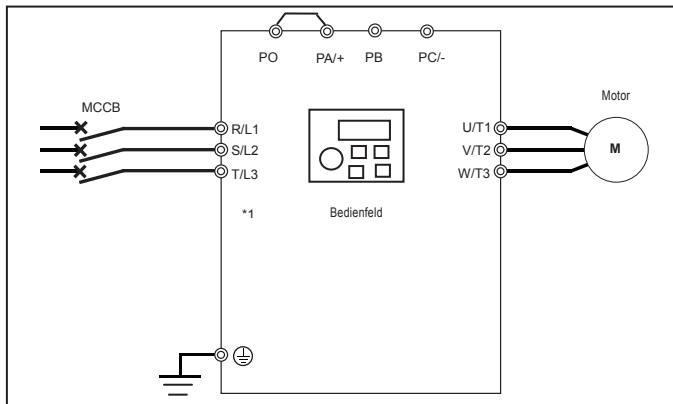 PO PA/+ PB PC/-
MCCB
Motor
R/L1
U/T1
S/L2
V/T2
M
T/L3
W/T3
*1
Bedienfeld